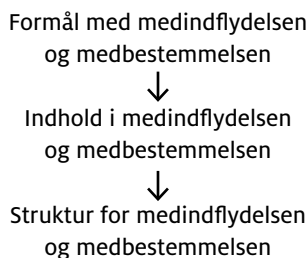 Formål med medindflydelsen
og medbestemmelsen
Indhold i medindflydelsen
og medbestemmelsen
Struktur for medindflydelsen
og medbestemmelsen